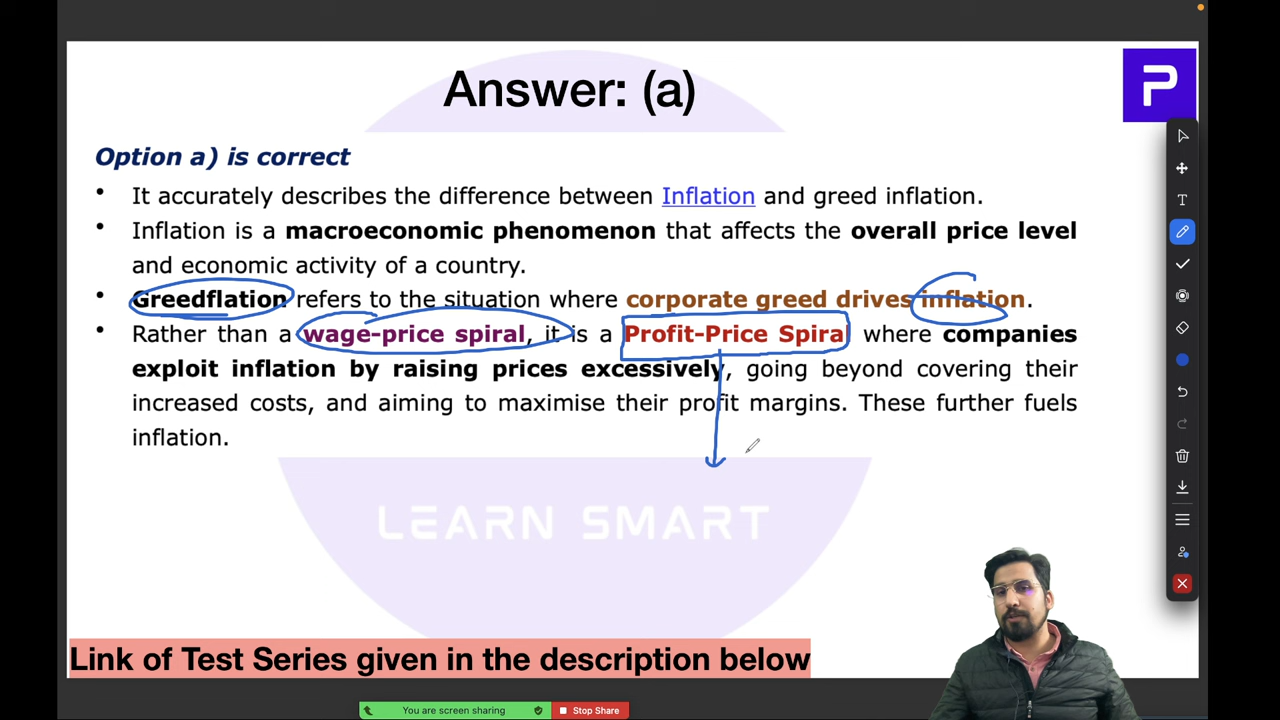 Answer: (a)
P
Option a) is correct
• It accurately describes the difference between Inflation and greed inflation.
• Inflation is a macroeconomic phenomenon that affects the overall price level
and economic activity of a country.
• Greedflation refers to the situation where corporate greed drives inflation.
• Rather than a wage-price spiral, it is a Profit-Price Spiral where companies
exploit inflation by raising prices excessively, going beyond covering their
increased costs, and aiming to maximise their profit margins. These further fuels
inflation.
LEARN SMART
Link of Test Series given in the description below
You are screen sharing
Stop Share
T